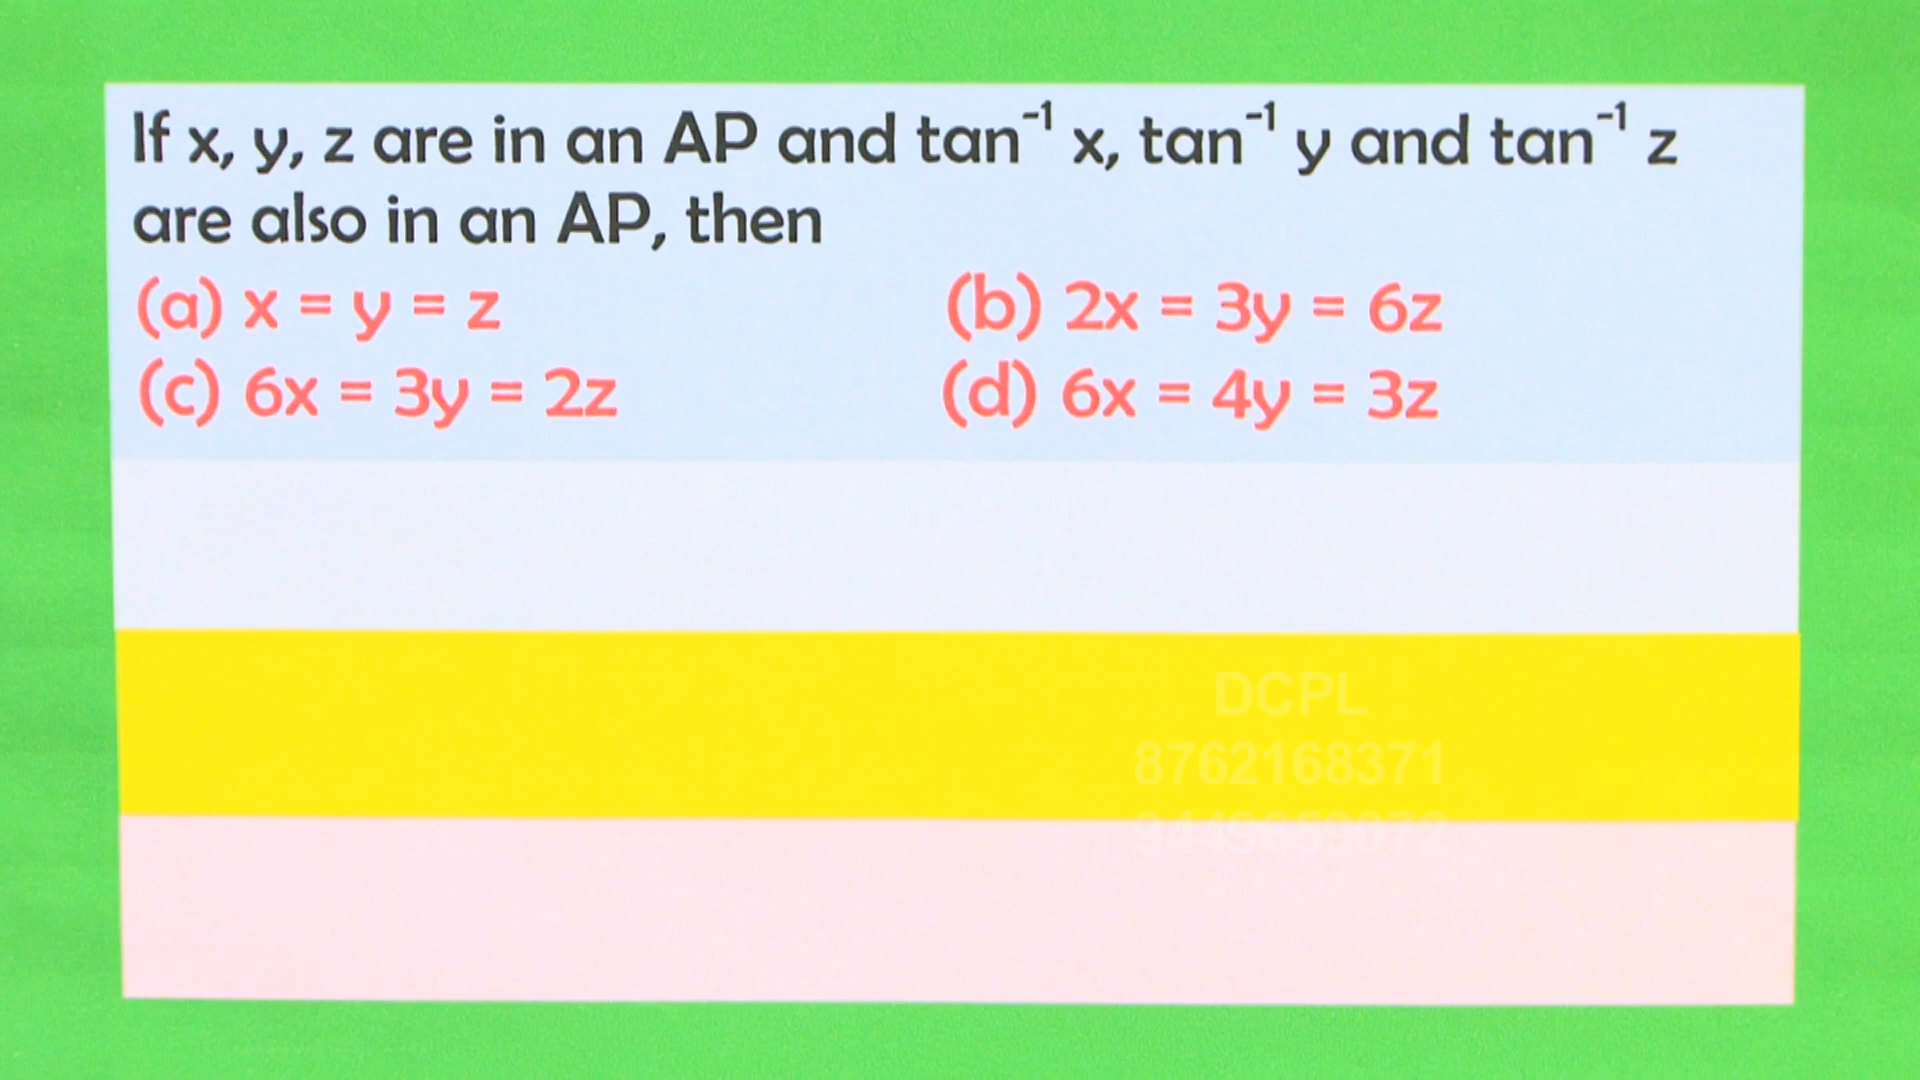 If x, y, z are in an AP and tan⁻¹ x, tan⁻¹ y and tan⁻¹ z
are also in an AP, then
(a) x = y = z (b) 2x = 3y = 6z
(c) 6x = 3y = 2z (d) 6x = 4y = 3z
DCPL
8762168371